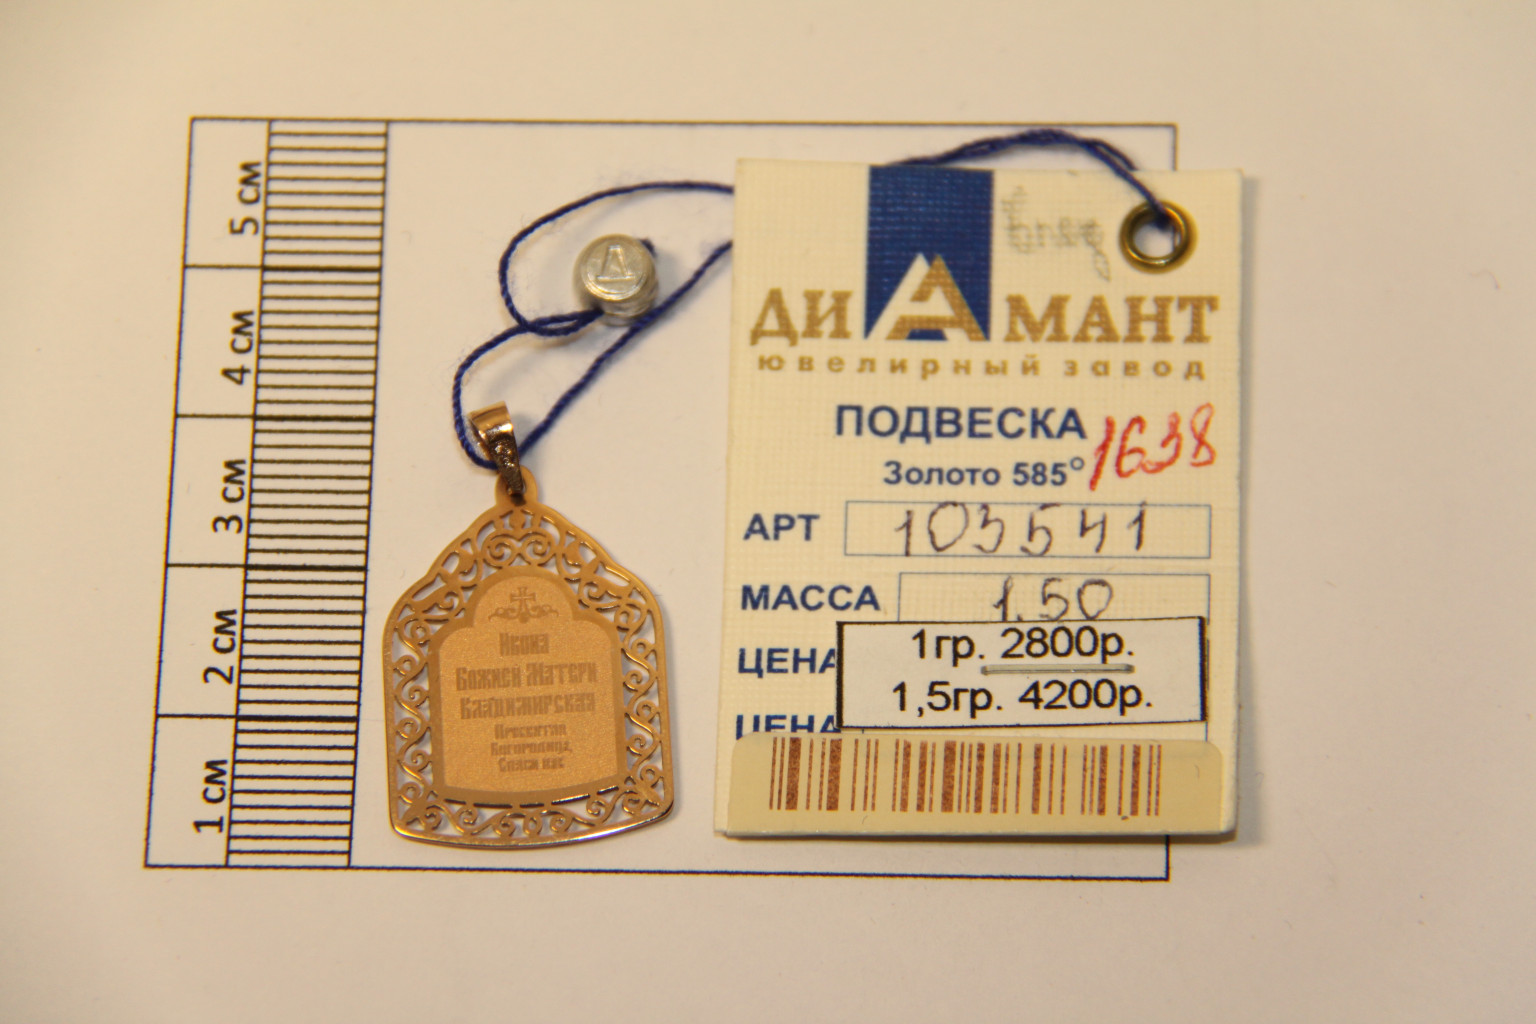 5 см
4 см
3 см
2 см
1 см
Д
Икона
Божией Матери
Владимирская
Пресвятая
Богородица,
Спаси нас
ДИАМАНТ
ювелирный завод
ПОДВЕСКА
1638
Золото 585°
АРТ 103541
МАССА 1.50
ЦЕНА
1гр. 2800р.
1,5гр. 4200р.
ЦЕНА